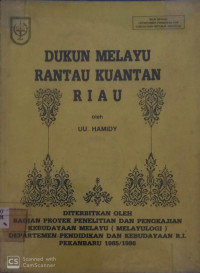 DUKUN MELAYU
RANTAU KUANTAN
RIAU
oleh
UU. HAMIDY
DITERBITKAN OLEH
BAGIAN PROYEK PENELITIAN DAN PENGKAJIAN
KEBUDAYAAN MELAYU ( MELAYULOGI )
DEPARTEMEN PENDIDIKAN DAN KEBUDAYAAN R.I.
PEKANBARU 1985/1986
CS
Scanned with
CamScanner